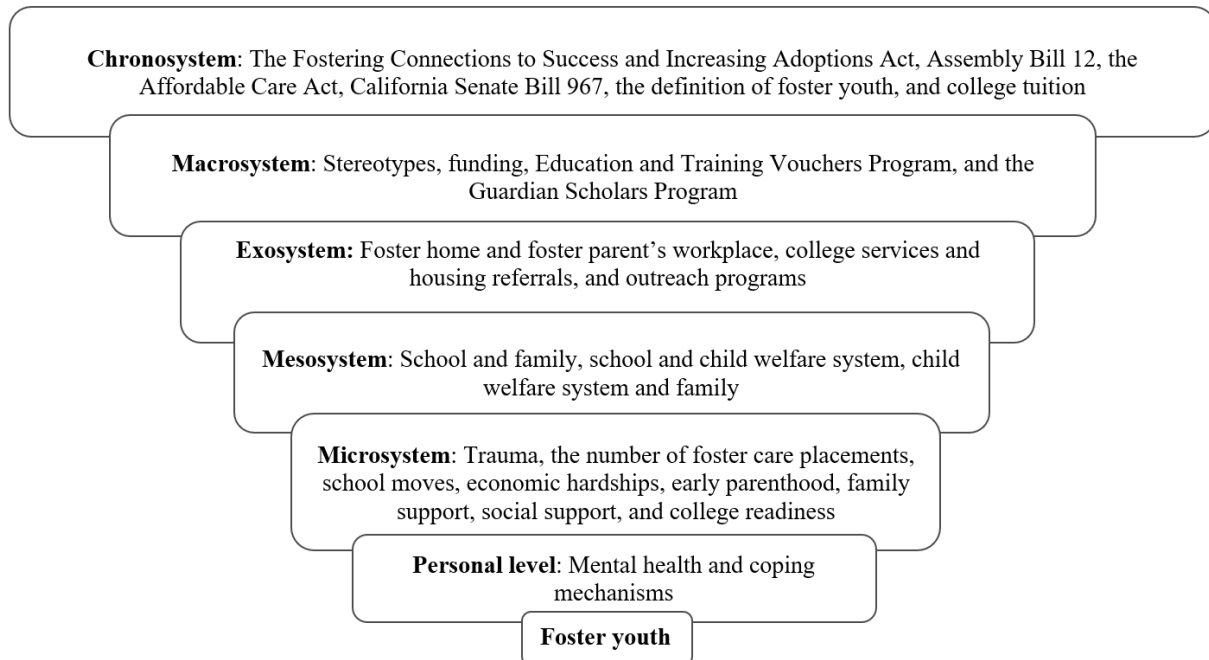 Chronosystem: The Fostering Connections to Success and Increasing Adoptions Act, Assembly Bill 12, the
Affordable Care Act, California Senate Bill 967, the definition of foster youth, and college tuition
Macrosystem: Stereotypes, funding, Education and Training Vouchers Program, and the
Guardian Scholars Program
Exosystem: Foster home and foster parent’s workplace, college services and
housing referrals, and outreach programs
Mesosystem: School and family, school and child welfare system, child
welfare system and family
Microsystem: Trauma, the number of foster care placements,
school moves, economic hardships, early parenthood, family
support, social support, and college readiness
Personal level: Mental health and coping
mechanisms
Foster youth